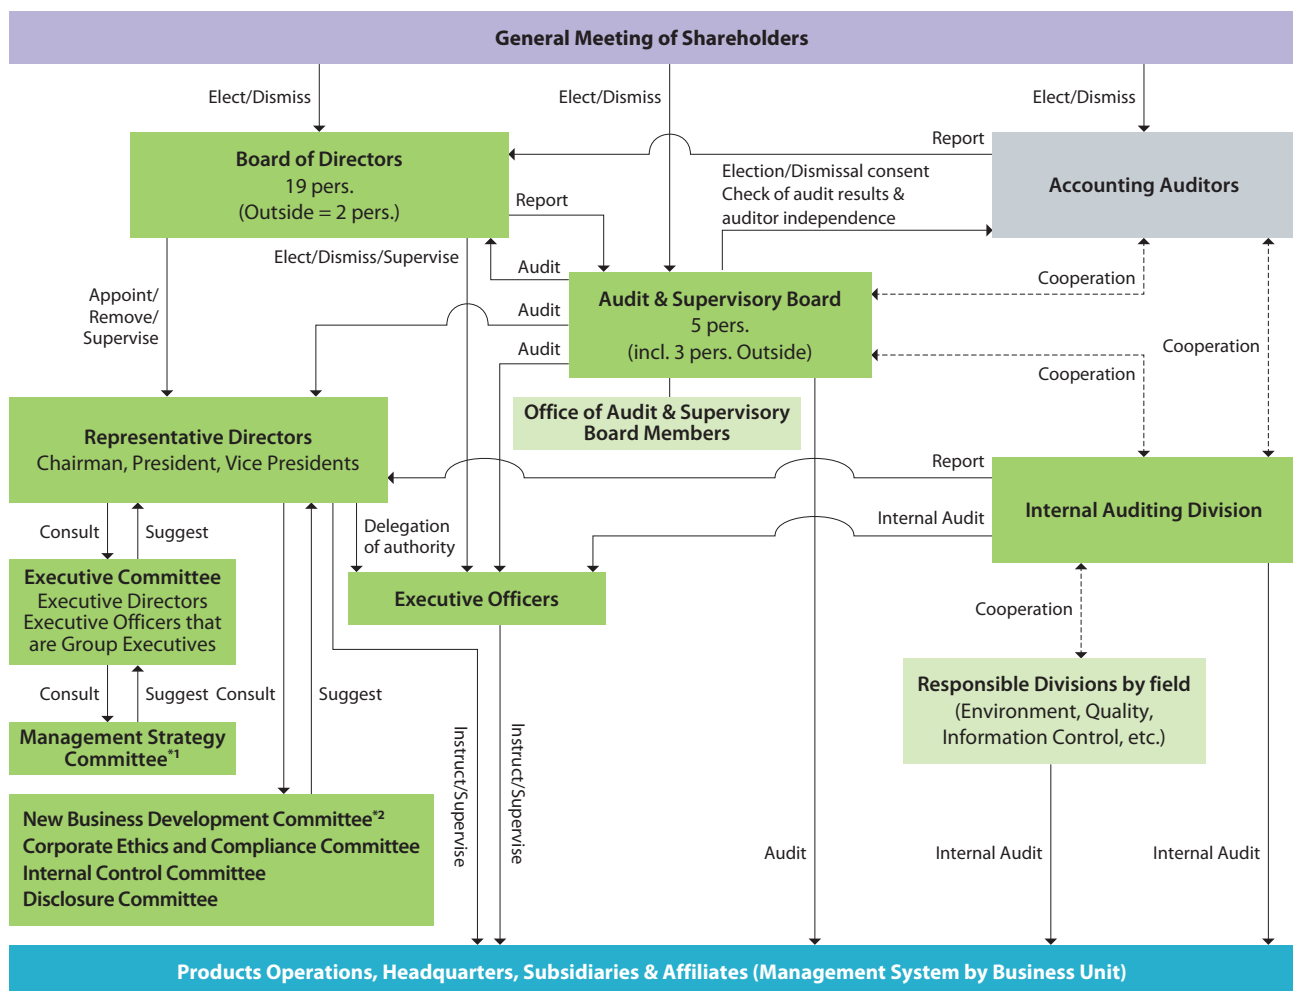 General Meeting of Shareholders
Elect/Dismiss
Elect/Dismiss
Elect/Dismiss
Board of Directors
19 pers.
(Outside = 2 pers.)
Report
Accounting Auditors
Election/Dismissal consent
Check of audit results &
auditor independence
Report
Elect/Dismiss/Supervise
Audit
Audit
Audit
Audit & Supervisory Board
5 pers.
(incl. 3 pers. Outside)
Cooperation
Cooperation
Cooperation
Appoint/
Remove/
Supervise
Office of Audit & Supervisory
Board Members
Representative Directors
Chairman, President, Vice Presidents
Report
Internal Audit
Internal Auditing Division
Consult
Suggest
Delegation
of authority
Executive Committee
Executive Directors
Executive Officers that
are Group Executives
Executive Officers
Cooperation
Consult
Suggest
Consult
Suggest
Responsible Divisions by field
(Environment, Quality,
Information Control, etc.)
Management Strategy
Committee*1
Instruct/Supervise
Instruct/Supervise
New Business Development Committee*2
Corporate Ethics and Compliance Committee
Internal Control Committee
Disclosure Committee
Audit
Internal Audit
Internal Audit
Products Operations, Headquarters, Subsidiaries & Affiliates (Management System by Business Unit)